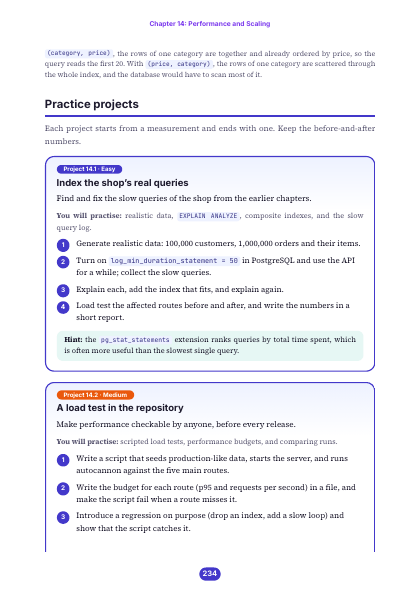 Chapter 14: Performance and Scaling
(category, price), the rows of one category are together and already ordered by price, so the
query reads the first 20. With (price, category), the rows of one category are scattered through
the whole index, and the database would have to scan most of it.
Practice projects
Each project starts from a measurement and ends with one. Keep the before-and-after
numbers.
Project 14.1 · Easy
Index the shop's real queries
Find and fix the slow queries of the shop from the earlier chapters.
You will practise: realistic data, EXPLAIN ANALYZE, composite indexes, and the slow
query log.
1 Generate realistic data: 100,000 customers, 1,000,000 orders and their items.
2 Turn on log_min_duration_statement = 50 in PostgreSQL and use the API
for a while; collect the slow queries.
3 Explain each, add the index that fits, and explain again.
4 Load test the affected routes before and after, and write the numbers in a
short report.
Hint: the pg_stat_statements extension ranks queries by total time spent, which
is often more useful than the slowest single query.
Project 14.2 · Medium
A load test in the repository
Make performance checkable by anyone, before every release.
You will practise: scripted load tests, performance budgets, and comparing runs.
1 Write a script that seeds production-like data, starts the server, and runs
autocannon against the five main routes.
2 Write the budget for each route (p95 and requests per second) in a file, and
make the script fail when a route misses it.
3 Introduce a regression on purpose (drop an index, add a slow loop) and
show that the script catches it.
234